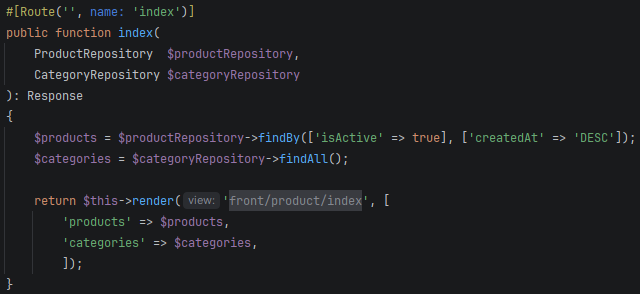 #[Route('', name: 'index')]
public function index(
    ProductRepository  $productRepository,
    CategoryRepository $categoryRepository
): Response
{
    $products = $productRepository->findBy(['isActive' => true], ['createdAt' => 'DESC']);
    $categories = $categoryRepository->findAll();

    return $this->render( view: 'front/product/index', [
        'products' => $products,
        'categories' => $categories,
        ]);
}